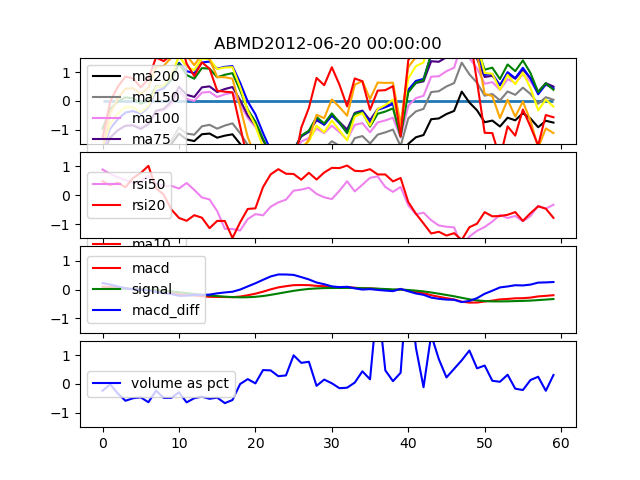 ABMD2012-06-20 00:00:00
1
0
−1
ma200
ma150
ma100
ma75
1
0
−1
rsi50
rsi20
ma10
1
0
−1
macd
signal
macd_diff
1
0
−1
volume as pct
0 10 20 30 40 50 60